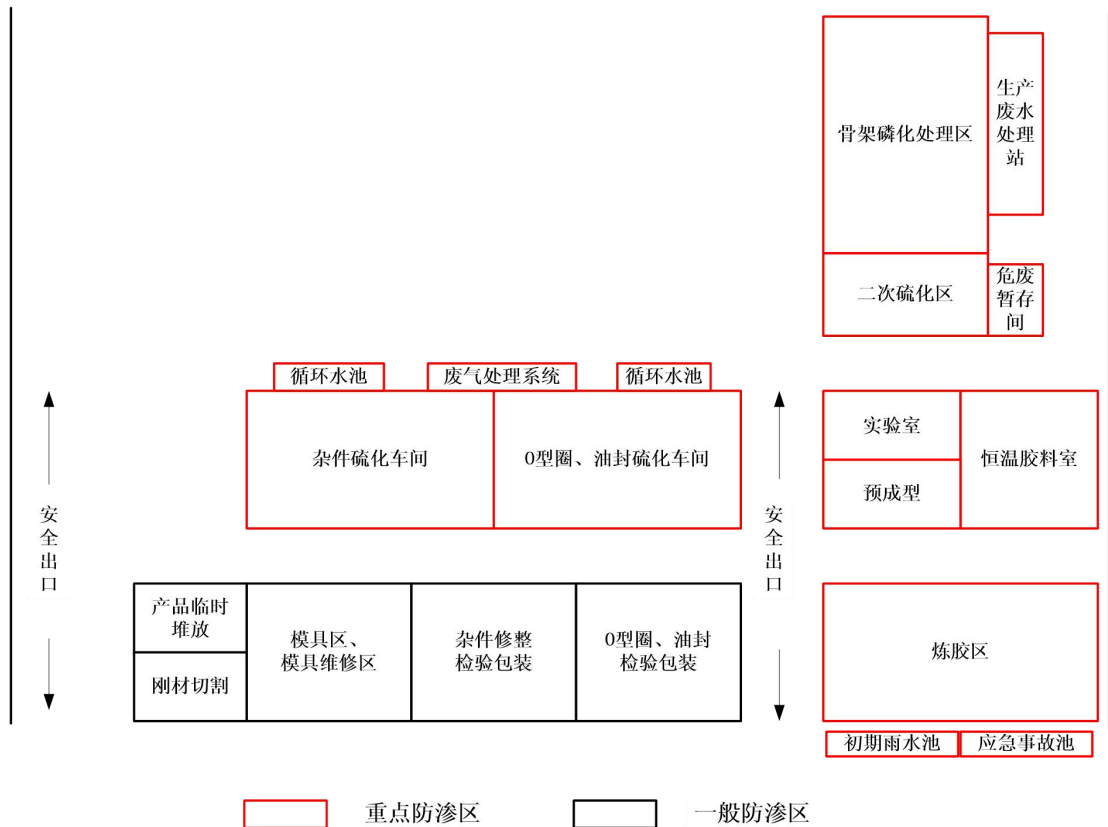 骨架磷化处理区
生产
废水
处理
站
二次硫化区
危废
暂存
间
循环水池
废气处理系统
循环水池
杂件硫化车间
O型圈、油封硫化车间
实验室
预成型
恒温胶料室
安
全
出
口
安
全
出
口
产品临时
堆放
刚材切割
模具区、
模具维修区
杂件修整
检验包装
O型圈、油封
检验包装
炼胶区
初期雨水池
应急事故池
重点防渗区
一般防渗区